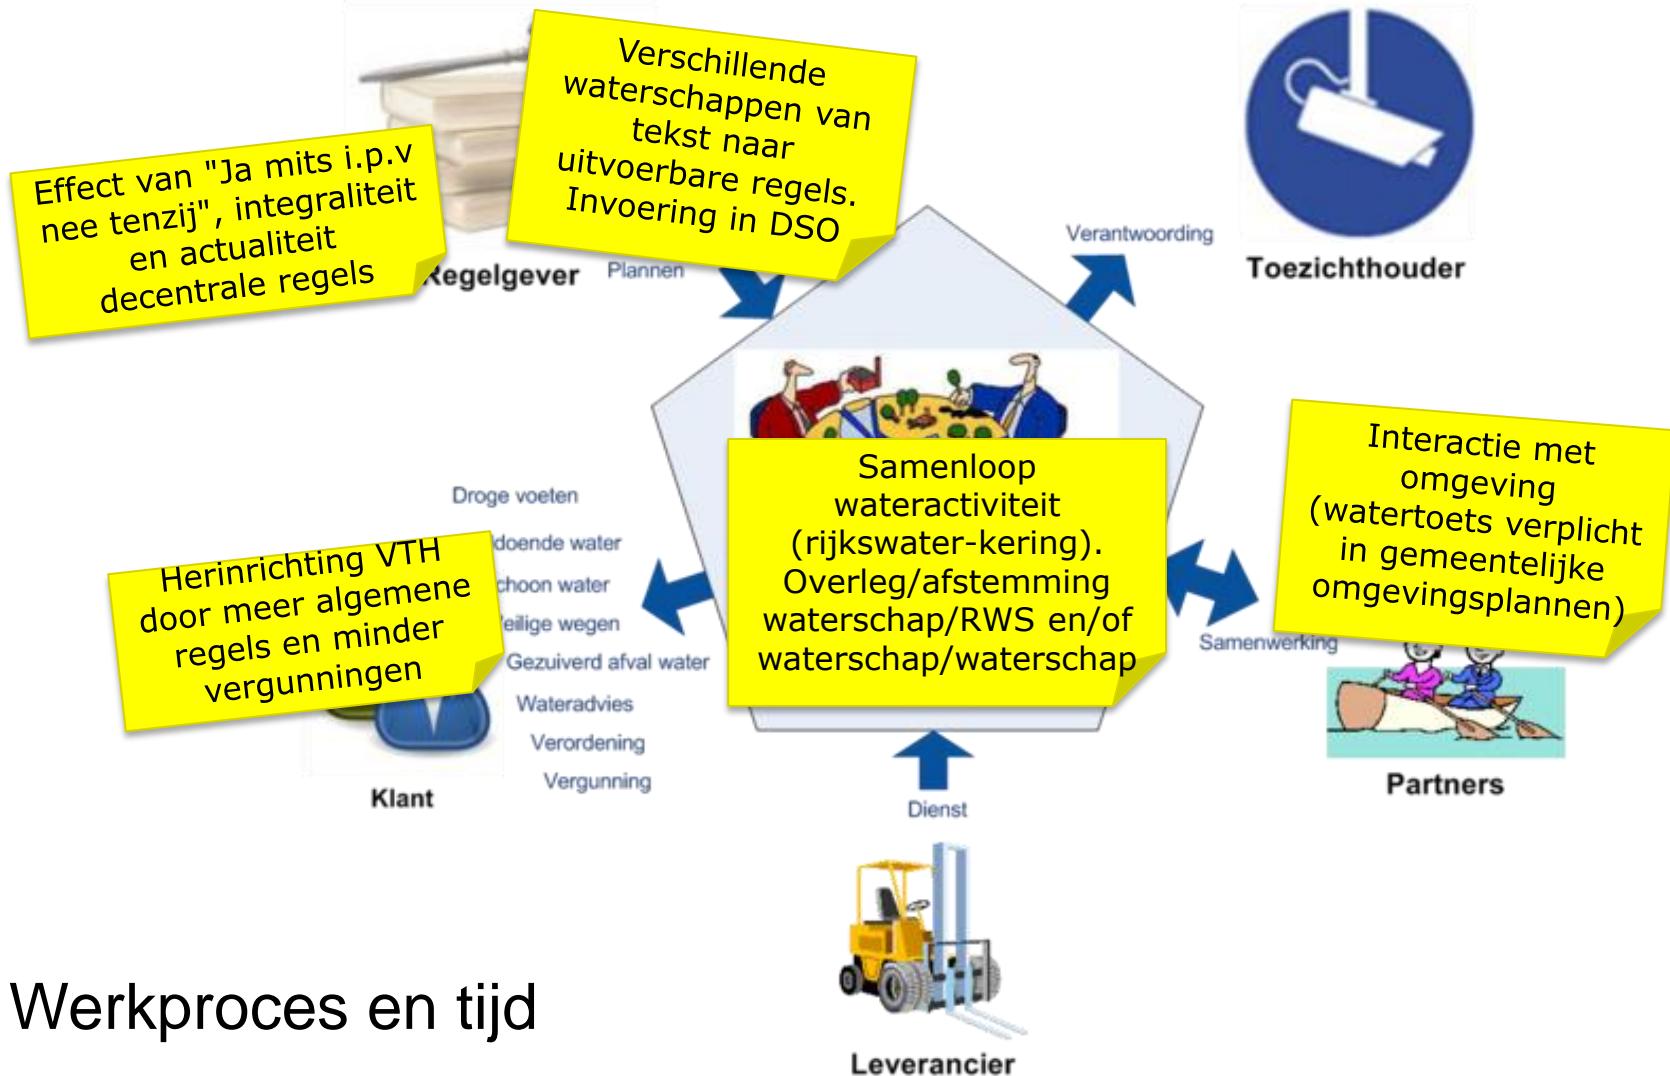 Verschillende
waterschappen van
tekst naar
uitvoerbare regels.
Invoering in DSO
Effect van "Ja mits i.p.v
nee tenzij", integraliteit
en actualiteit
decentrale regels
Regelgever
Plannen
Verantwoording
Toezichthouder
Samenloop
wateractiviteit
(rijkswater-kering).
Overleg/afstemming
waterschap/RWS en/of
waterschap/waterschap
Interactie met
omgeving
(watertoets verplicht
in gemeentelijke
omgevingsplannen)
Samenwerking
Partners
Droge voeten
water
water
wegen
Gezuiverd afval water
Wateradvies
Verordening
Vergunning
Herinrichting VTH
door meer algemene
regels en minder
vergunningen
Klant
Dienst
Leverancier
Werkproces en tijd